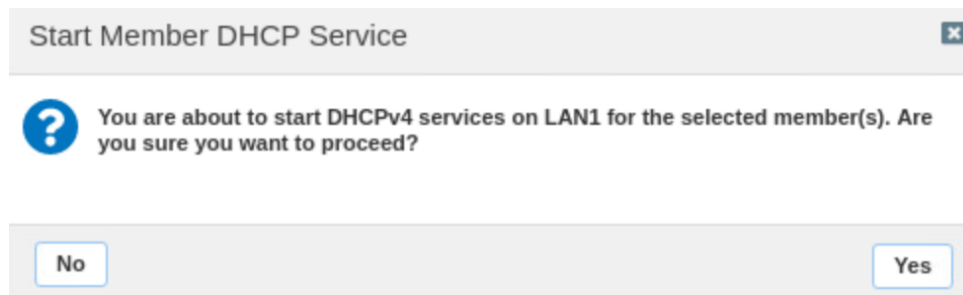 Start Member DHCP Service
You are about to start DHCPv4 services on LAN1 for the selected member(s). Are
you sure you want to proceed?
No
Yes